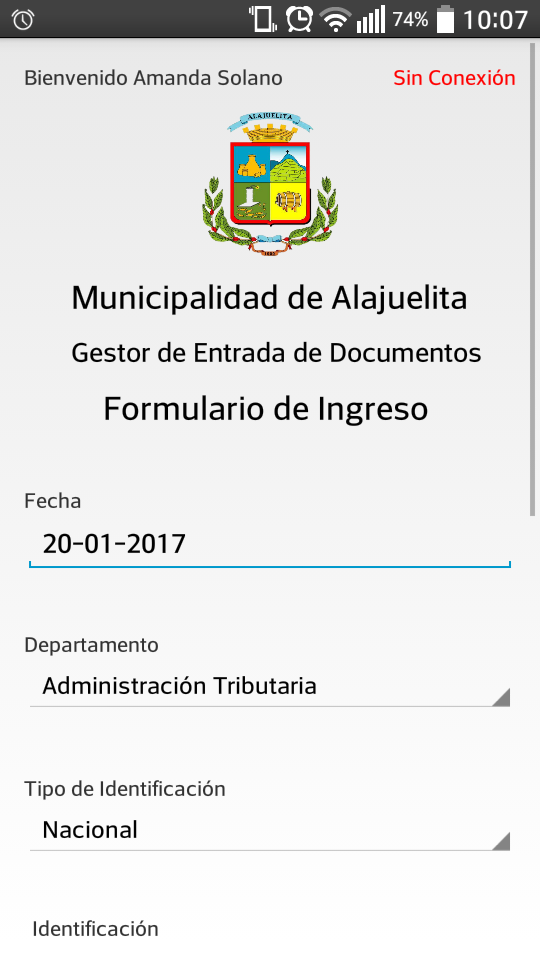 74% 10:07
Bienvenido Amanda Solano Sin Conexión
ALAJUELITA
Municipalidad de Alajuelita
Gestor de Entrada de Documentos
Formulario de Ingreso
Fecha
20-01-2017
Departamento
Administración Tributaria
Tipo de Identificación
Nacional
Identificación